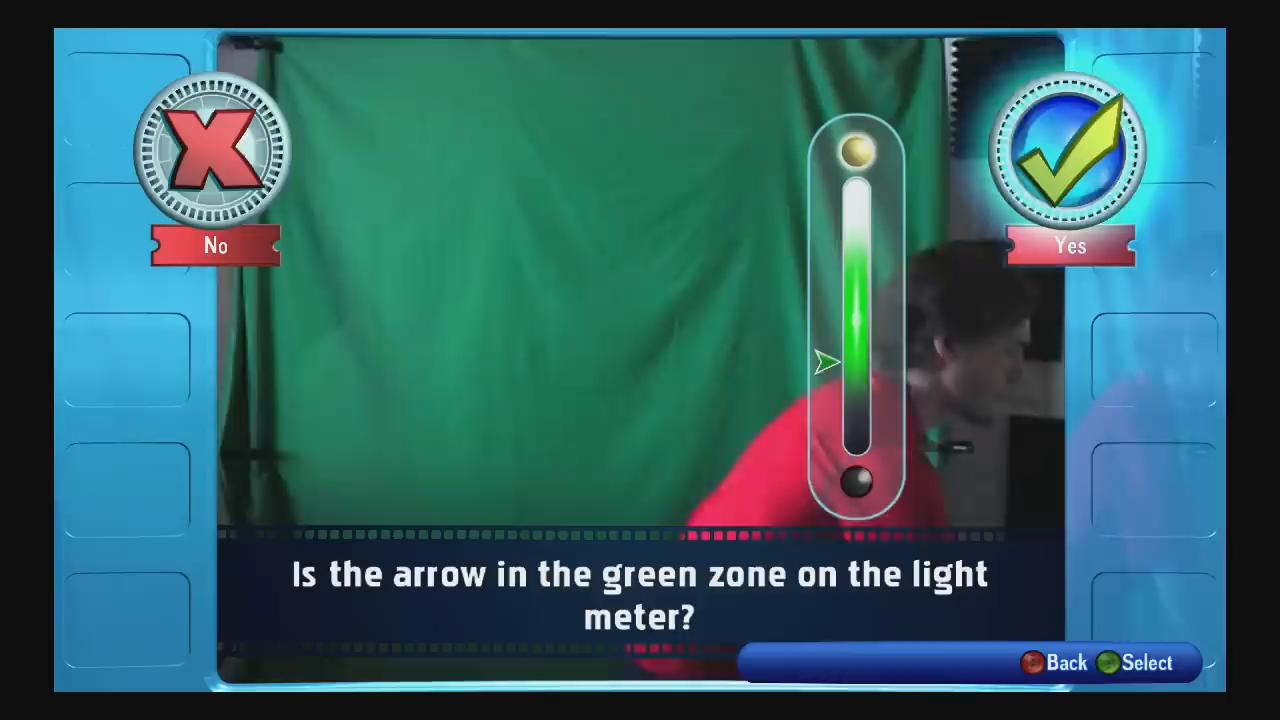 No
Yes
Is the arrow in the green zone on the light
meter?
Back Select